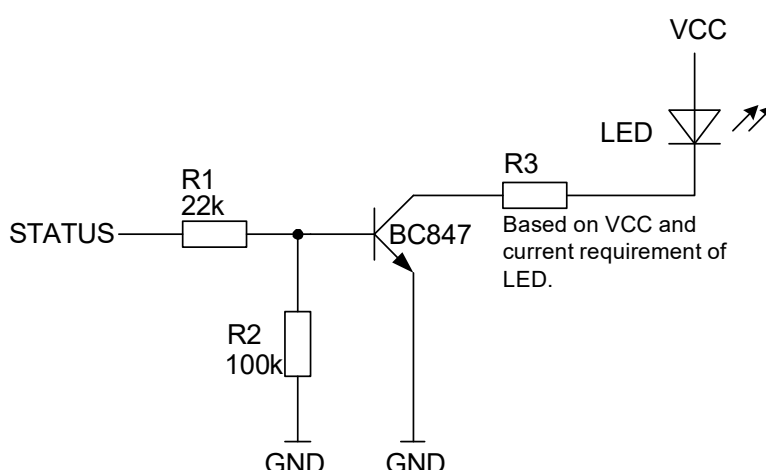 VCC
LED
R3
R1
22k
STATUS
BC847
Based on VCC and
current requirement of
LED.
R2
100k
GND
GND